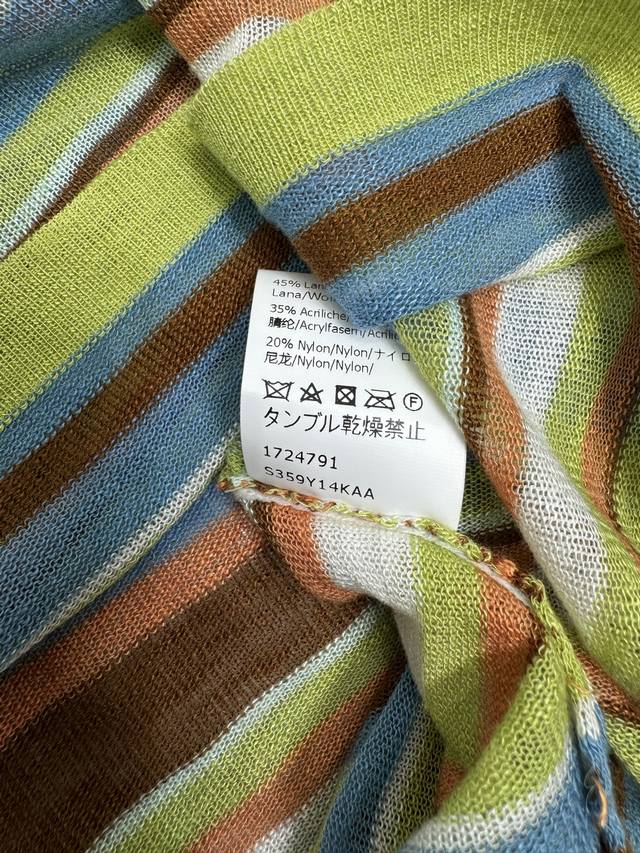 45% Lan
Lana/Wo
35% Acriliche/
腈纶/Acrylfasern/Acrili
20% Nylon/Nylon/ナイロ
尼龙/Nylon/Nylon/
F
タンブル乾燥禁止
1724791
S359Y14KAA